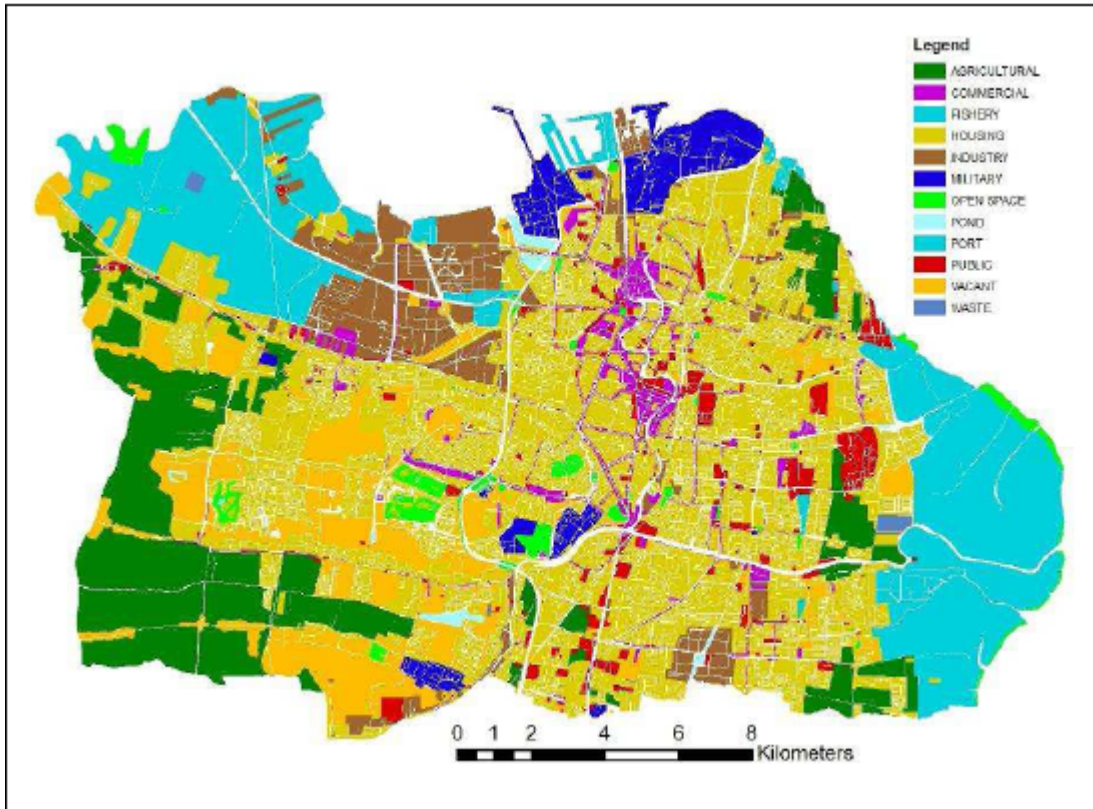 Legend
AGRICULTURAL
COMMERCIAL
FISHERY
HOUSING
INDUSTRY
MILITARY
OPEN SPACE
POND
PORT
PUBLIC
VACANT
WASTE
0 1 2 4 6 8
Kilometers